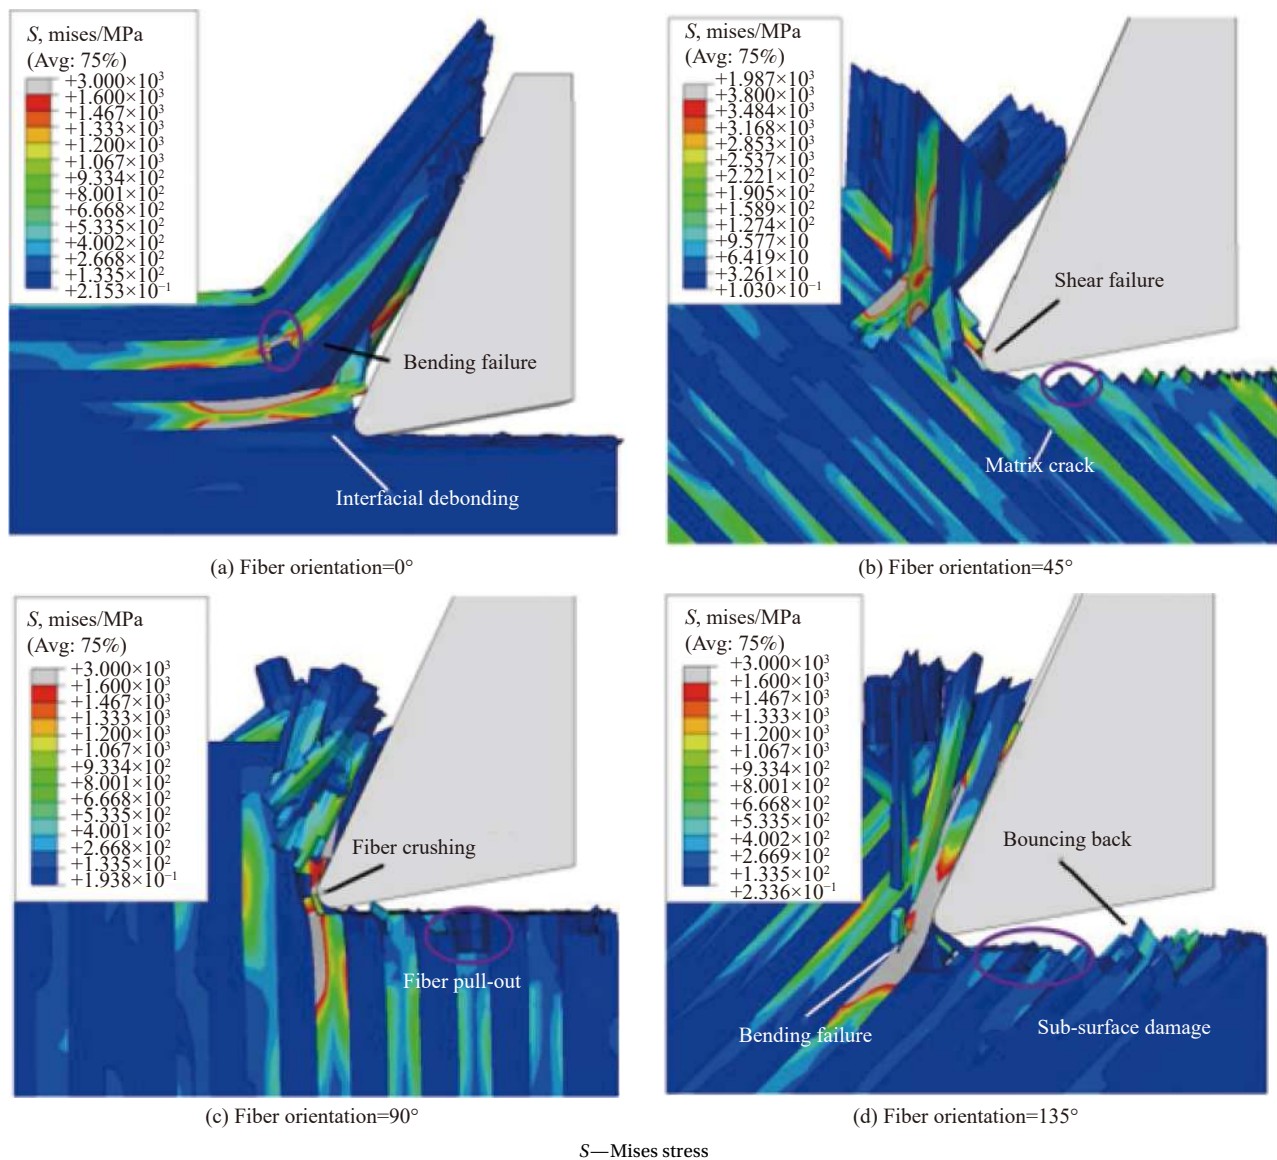 S, mises/MPa
(Avg: 75%)
+3.000×10³
+1.600×10³
+1.467×10³
+1.333×10³
+1.200×10³
+1.067×10³
+9.334×10²
+8.001×10²
+6.668×10²
+5.335×10²
+4.002×10²
+2.668×10²
+1.335×10²
+2.153×10⁻¹
Bending failure
Interfacial debonding
(a) Fiber orientation=0°
S, mises/MPa
(Avg: 75%)
+1.987×10³
+3.800×10³
+3.484×10³
+3.168×10³
+2.853×10³
+2.537×10³
+2.221×10²
+1.905×10²
+1.589×10²
+1.274×10²
+9.577×10
+6.419×10
+3.261×10
+1.030×10⁻¹
Shear failure
Matrix crack
(b) Fiber orientation=45°
S, mises/MPa
(Avg: 75%)
+3.000×10³
+1.600×10³
+1.467×10³
+1.333×10³
+1.200×10³
+1.067×10³
+9.334×10²
+8.001×10²
+6.668×10²
+5.335×10²
+4.001×10²
+2.668×10²
+1.335×10²
+1.938×10⁻¹
Fiber crushing
Fiber pull-out
(c) Fiber orientation=90°
S, mises/MPa
(Avg: 75%)
+3.000×10³
+1.600×10³
+1.467×10³
+1.333×10³
+1.200×10³
+1.067×10³
+9.334×10²
+8.001×10²
+6.668×10²
+5.335×10²
+4.002×10²
+2.669×10²
+1.335×10²
+2.336×10⁻¹
Bouncing back
Bending failure
Sub-surface damage
(d) Fiber orientation=135°
S—Mises stress